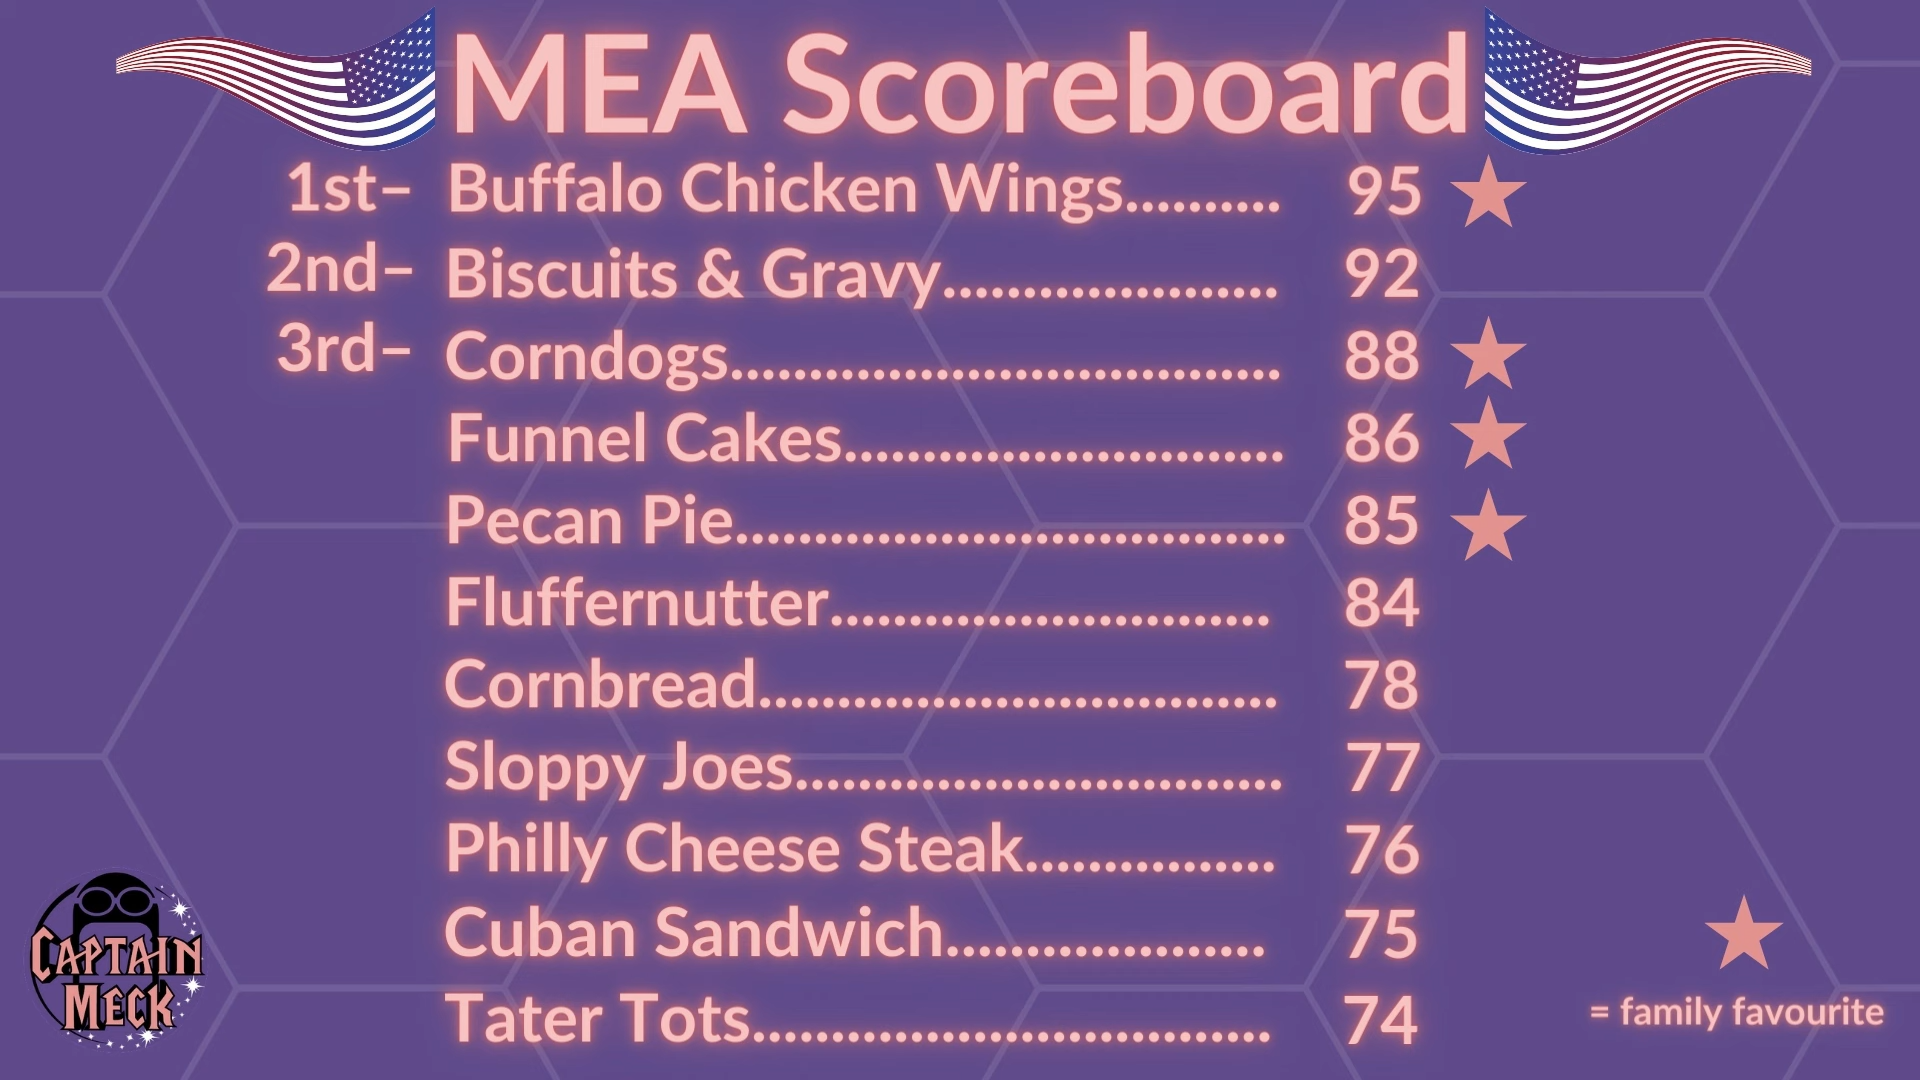 MEA Scoreboard
1st– Buffalo Chicken Wings.......... 95
2nd– Biscuits & Gravy..................... 92
3rd– Corndogs................................... 88
Funnel Cakes............................ 86
Pecan Pie................................... 85
Fluffernutter............................ 84
Cornbread................................. 78
Sloppy Joes............................... 77
Philly Cheese Steak................ 76
Cuban Sandwich.................... 75
Tater Tots................................. 74
CAPTAIN
MECK
= family favourite